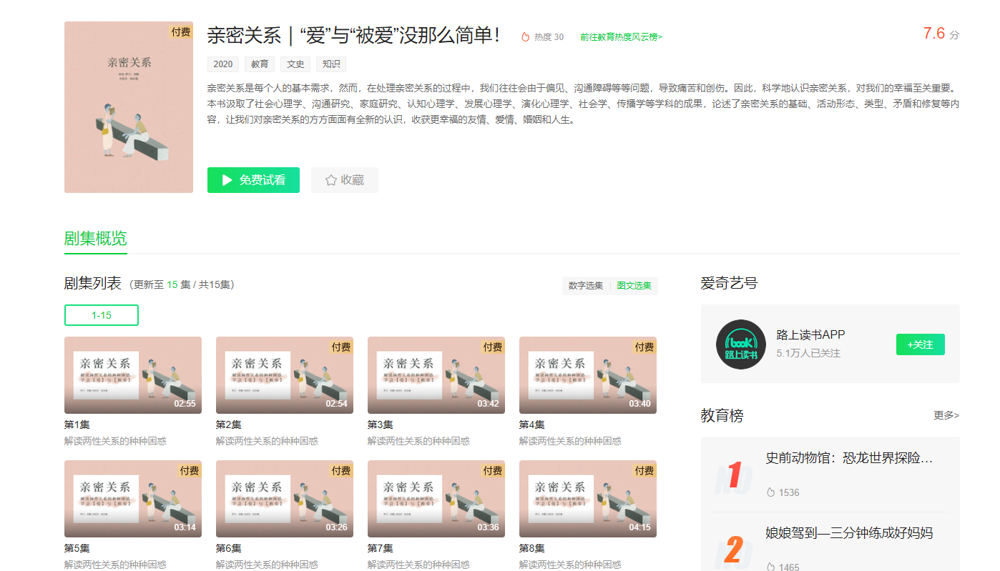 付费
亲密关系
亲密关系｜“爱”与“被爱”没那么简单！
热度 30
前往教育热度风云榜>
7.6 分
2020 教育 文史 知识
亲密关系是每个人的基本需求，然而，在处理亲密关系的过程中，我们往往会由于偏见、沟通障碍等等问题，导致痛苦和创伤。因此，科学地认识亲密关系，对我们的幸福至关重要。
本书汲取了社会心理学、沟通研究、家庭研究、认知心理学、发展心理学、演化心理学、社会学、传播学等学科的成果，论述了亲密关系的基础、活动形态、类型、矛盾和修复等内
容，让我们对亲密关系的方方面面有全新的认识，收获更幸福的友情、爱情、婚姻和人生。
免费试看
收藏
剧集概览
剧集列表 （更新至 15 集 / 共15集）
数字选集 图文选集
1-15
亲密关系
解读两性关系的种种困惑
学会【爱】与【被爱】
02:55
第1集
解读两性关系的种种困惑
付费
亲密关系
解读两性关系的种种困惑
学会【爱】与【被爱】
02:54
第2集
解读两性关系的种种困惑
付费
亲密关系
解读两性关系的种种困惑
学会【爱】与【被爱】
03:42
第3集
解读两性关系的种种困惑
付费
亲密关系
解读两性关系的种种困惑
学会【爱】与【被爱】
03:40
第4集
解读两性关系的种种困惑
付费
亲密关系
解读两性关系的种种困惑
学会【爱】与【被爱】
03:14
第5集
解读两性关系的种种困惑
付费
亲密关系
解读两性关系的种种困惑
学会【爱】与【被爱】
03:26
第6集
解读两性关系的种种困惑
付费
亲密关系
解读两性关系的种种困惑
学会【爱】与【被爱】
03:36
第7集
解读两性关系的种种困惑
付费
亲密关系
解读两性关系的种种困惑
学会【爱】与【被爱】
04:15
第8集
解读两性关系的种种困惑
爱奇艺号
book
路上读书
路上读书APP
5.1万人已关注
+关注
教育榜
更多>
NO
1
史前动物馆：恐龙世界探险…
1536
NO
2
娘娘驾到—三分钟练成好妈妈
1465